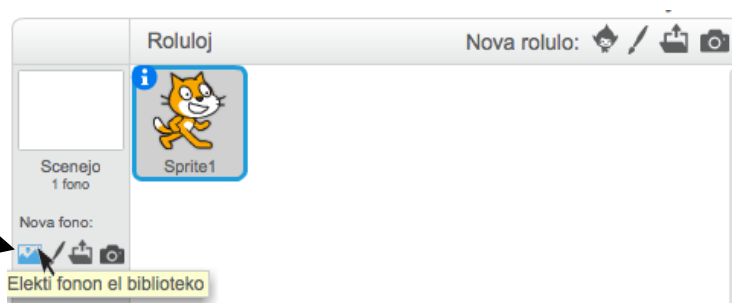 Roluloj
Nova rolulo:
Sprite1
Scenejo
1 fono
Nova fono:
Elekti fonon el biblioteko